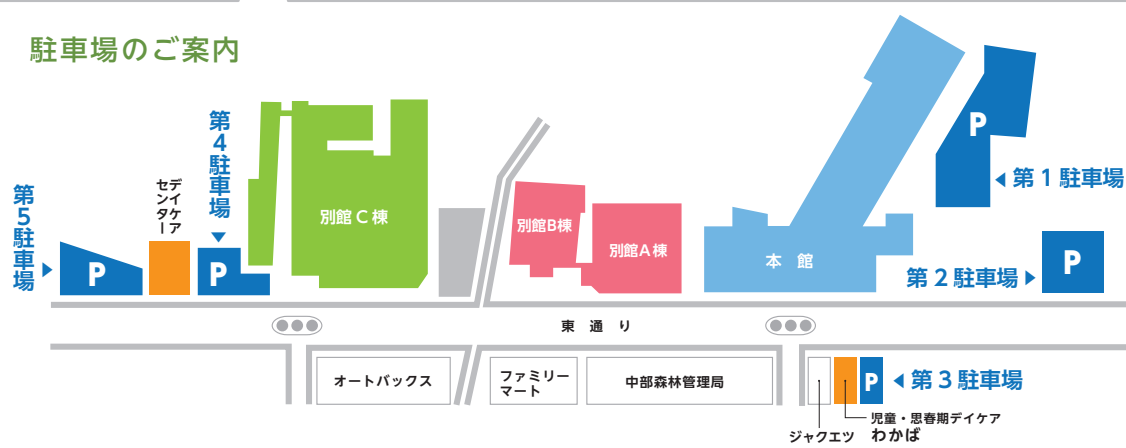 駐車場のご案内
P
第1駐車場
第4駐車場
デイケア
センター
別館C棟
別館B棟
別館A棟
本 館
第5駐車場
P
P
第2駐車場
P
東 通 り
オートバックス
ファミリー
マート
中部森林管理局
P
第3駐車場
児童・思春期デイケア
わかば
ジャクエツ